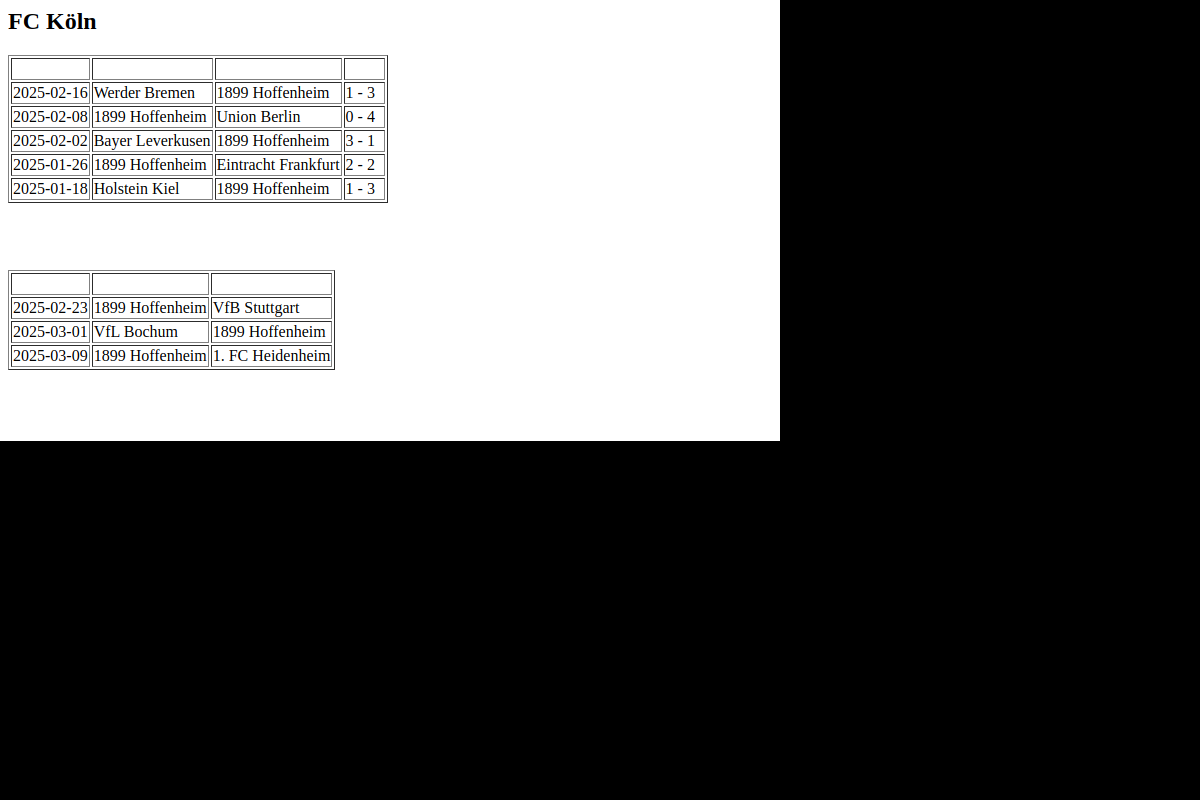 FC Köln
2025-02-16 Werder Bremen 1899 Hoffenheim 1 - 3
2025-02-08 1899 Hoffenheim Union Berlin 0 - 4
2025-02-02 Bayer Leverkusen 1899 Hoffenheim 3 - 1
2025-01-26 1899 Hoffenheim Eintracht Frankfurt 2 - 2
2025-01-18 Holstein Kiel 1899 Hoffenheim 1 - 3
2025-02-23 1899 Hoffenheim VfB Stuttgart
2025-03-01 VfL Bochum 1899 Hoffenheim
2025-03-09 1899 Hoffenheim 1. FC Heidenheim